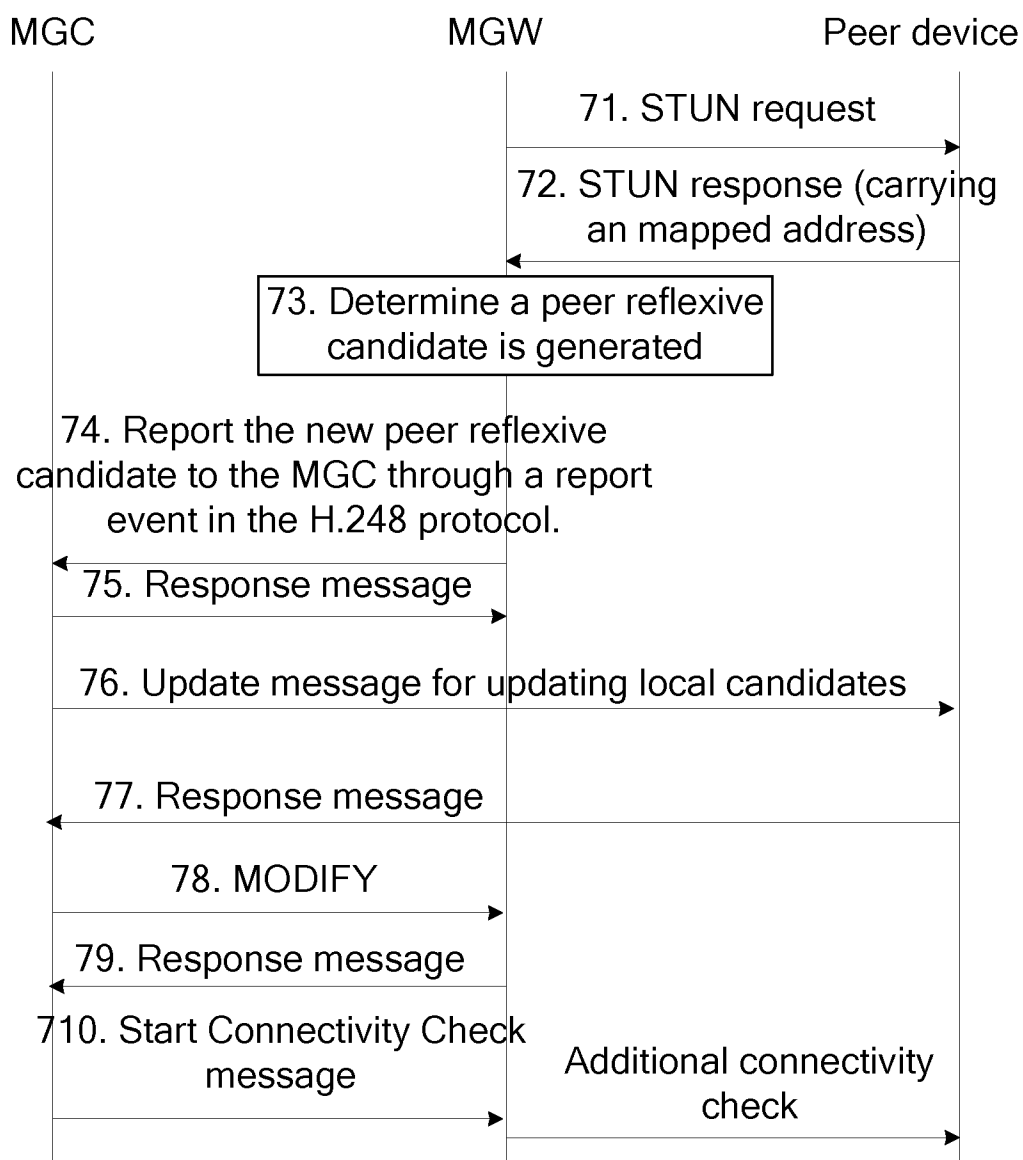 MGC
MGW
Peer device
71. STUN request
72. STUN response (carrying
an mapped address)
73. Determine a peer reflexive
candidate is generated
74. Report the new peer reflexive
candidate to the MGC through a report
event in the H.248 protocol.
75. Response message
76. Update message for updating local candidates
77. Response message
78. MODIFY
79. Response message
710. Start Connectivity Check
message
Additional connectivity
check